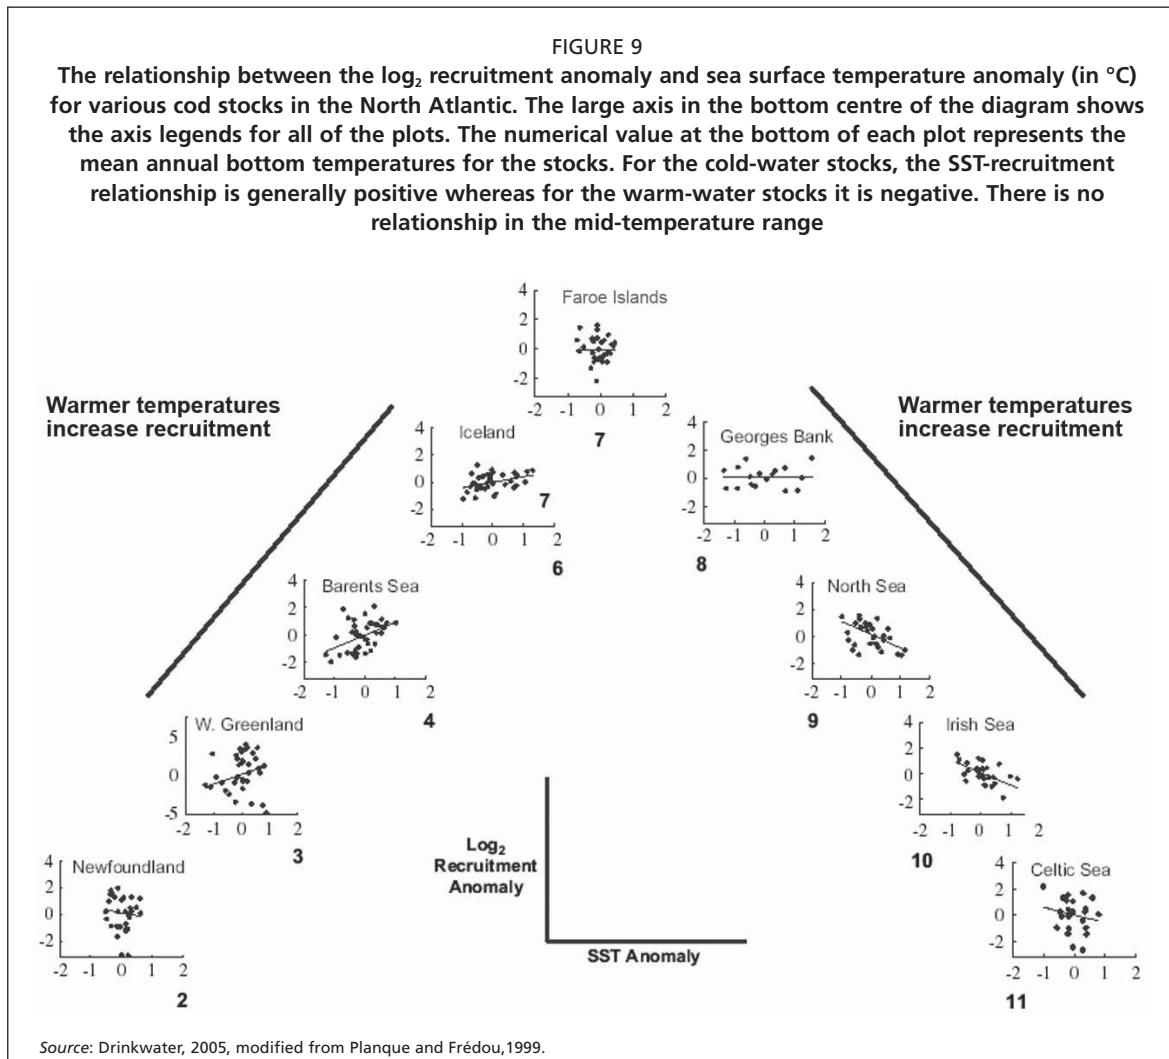 FIGURE 9
The relationship between the log₂ recruitment anomaly and sea surface temperature anomaly (in °C)
for various cod stocks in the North Atlantic. The large axis in the bottom centre of the diagram shows
the axis legends for all of the plots. The numerical value at the bottom of each plot represents the
mean annual bottom temperatures for the stocks. For the cold-water stocks, the SST-recruitment
relationship is generally positive whereas for the warm-water stocks it is negative. There is no
relationship in the mid-temperature range
Faroe Islands
4
2
0
-2
-2 -1 0 1 2
7
Warmer temperatures
increase recruitment
Warmer temperatures
increase recruitment
Iceland
4
2
0
-2
7
-2 -1 0 1 2
6
Georges Bank
4
2
0
-2
-2 -1 0 1 2
8
Barents Sea
4
2
0
-2
-2 -1 0 1 2
4
North Sea
4
2
0
-2
-2 -1 0 1 2
9
W. Greenland
5
0
-5
-2 -1 0 1 2
3
Irish Sea
4
2
0
-2
-2 -1 0 1 2
10
Newfoundland
4
2
0
-2
-2 -1 0 1 2
2
Log₂
Recruitment
Anomaly
SST Anomaly
Celtic Sea
4
2
0
-2
-2 -1 0 1 2
11
Source: Drinkwater, 2005, modified from Planque and Frédou,1999.